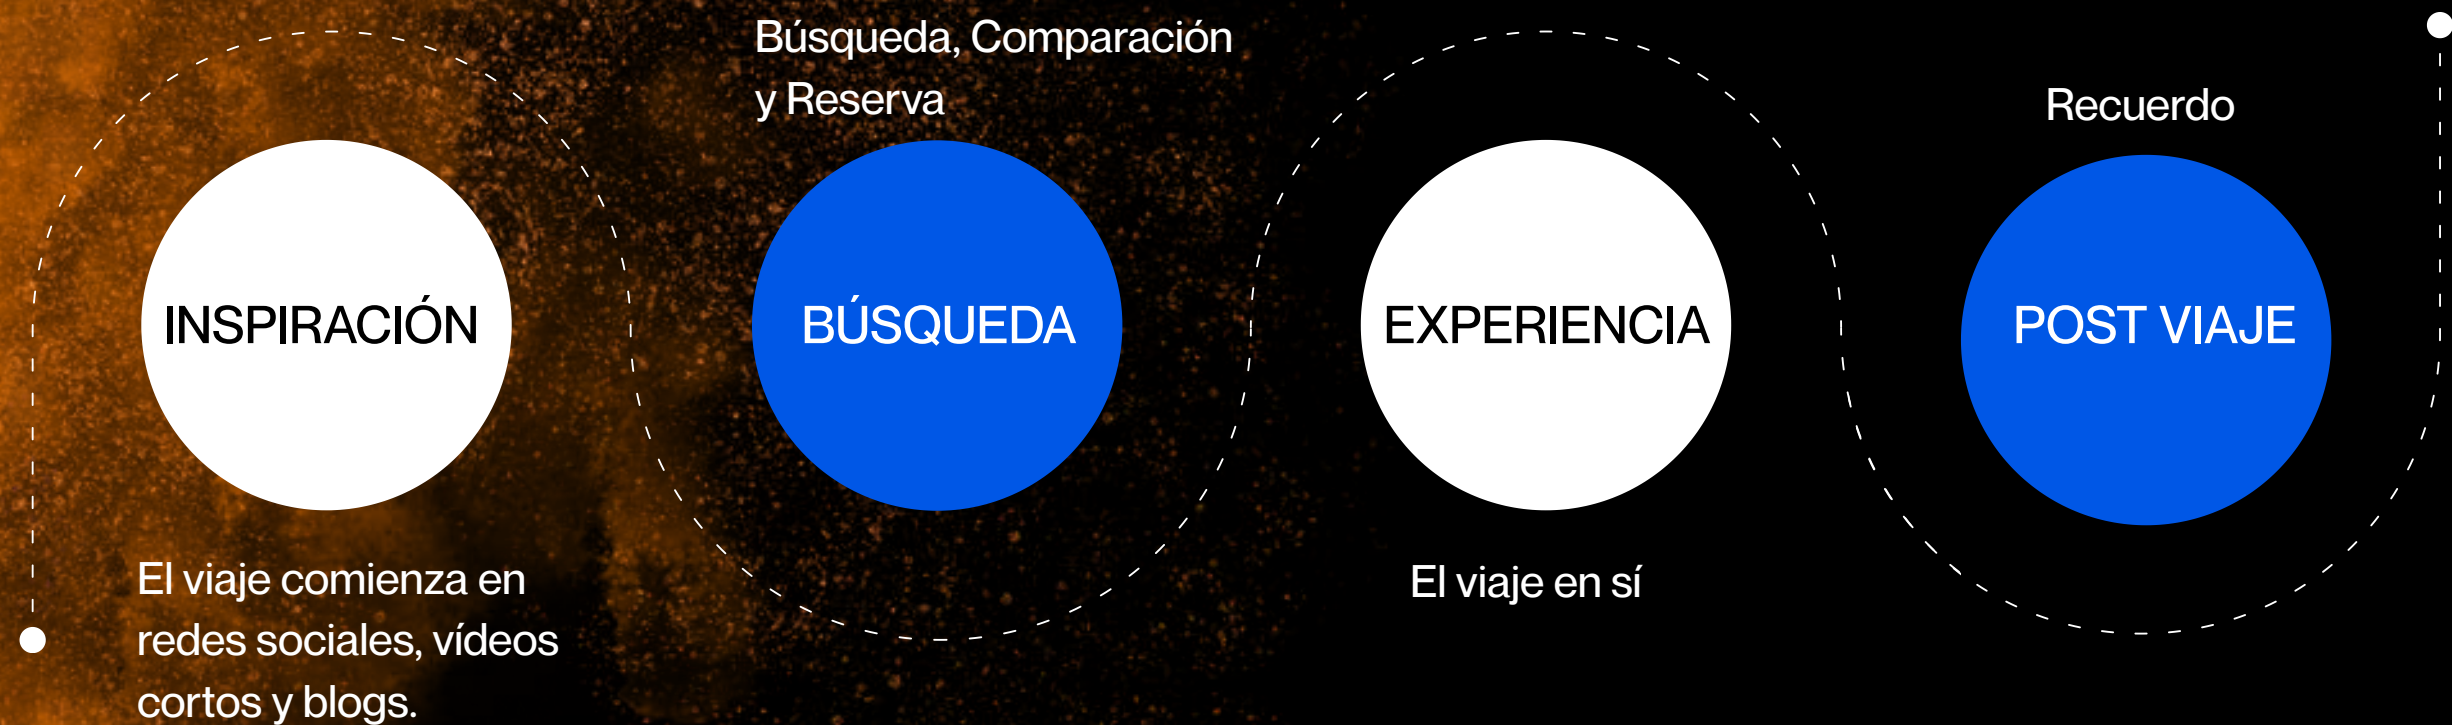 INSPIRACIÓN
El viaje comienza en
redes sociales, vídeos
cortos y blogs.
Búsqueda, Comparación
y Reserva
BÚSQUEDA
EXPERIENCIA
El viaje en sí
Recuerdo
POST VIAJE